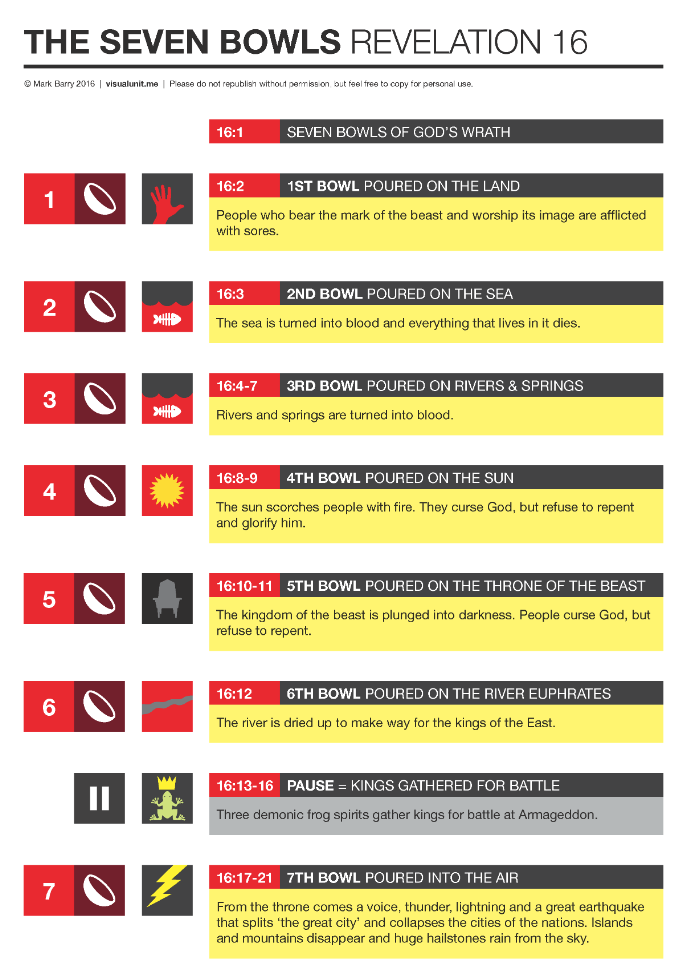 THE SEVEN BOWLS REVELATION 16
© Mark Barry 2016 | visualunit.me | Please do not republish without permission, but feel free to copy for personal use.
16:1 SEVEN BOWLS OF GOD'S WRATH
1 16:2 1ST BOWL POURED ON THE LAND
People who bear the mark of the beast and worship its image are afflicted
with sores.
2 16:3 2ND BOWL POURED ON THE SEA
The sea is turned into blood and everything that lives in it dies.
3 16:4-7 3RD BOWL POURED ON RIVERS & SPRINGS
Rivers and springs are turned into blood.
4 16:8-9 4TH BOWL POURED ON THE SUN
The sun scorches people with fire. They curse God, but refuse to repent
and glorify him.
5 16:10-11 5TH BOWL POURED ON THE THRONE OF THE BEAST
The kingdom of the beast is plunged into darkness. People curse God, but
refuse to repent.
6 16:12 6TH BOWL POURED ON THE RIVER EUPHRATES
The river is dried up to make way for the kings of the East.
16:13-16 PAUSE = KINGS GATHERED FOR BATTLE
Three demonic frog spirits gather kings for battle at Armageddon.
7 16:17-21 7TH BOWL POURED INTO THE AIR
From the throne comes a voice, thunder, lightning and a great earthquake
that splits 'the great city' and collapses the cities of the nations. Islands
and mountains disappear and huge hailstones rain from the sky.